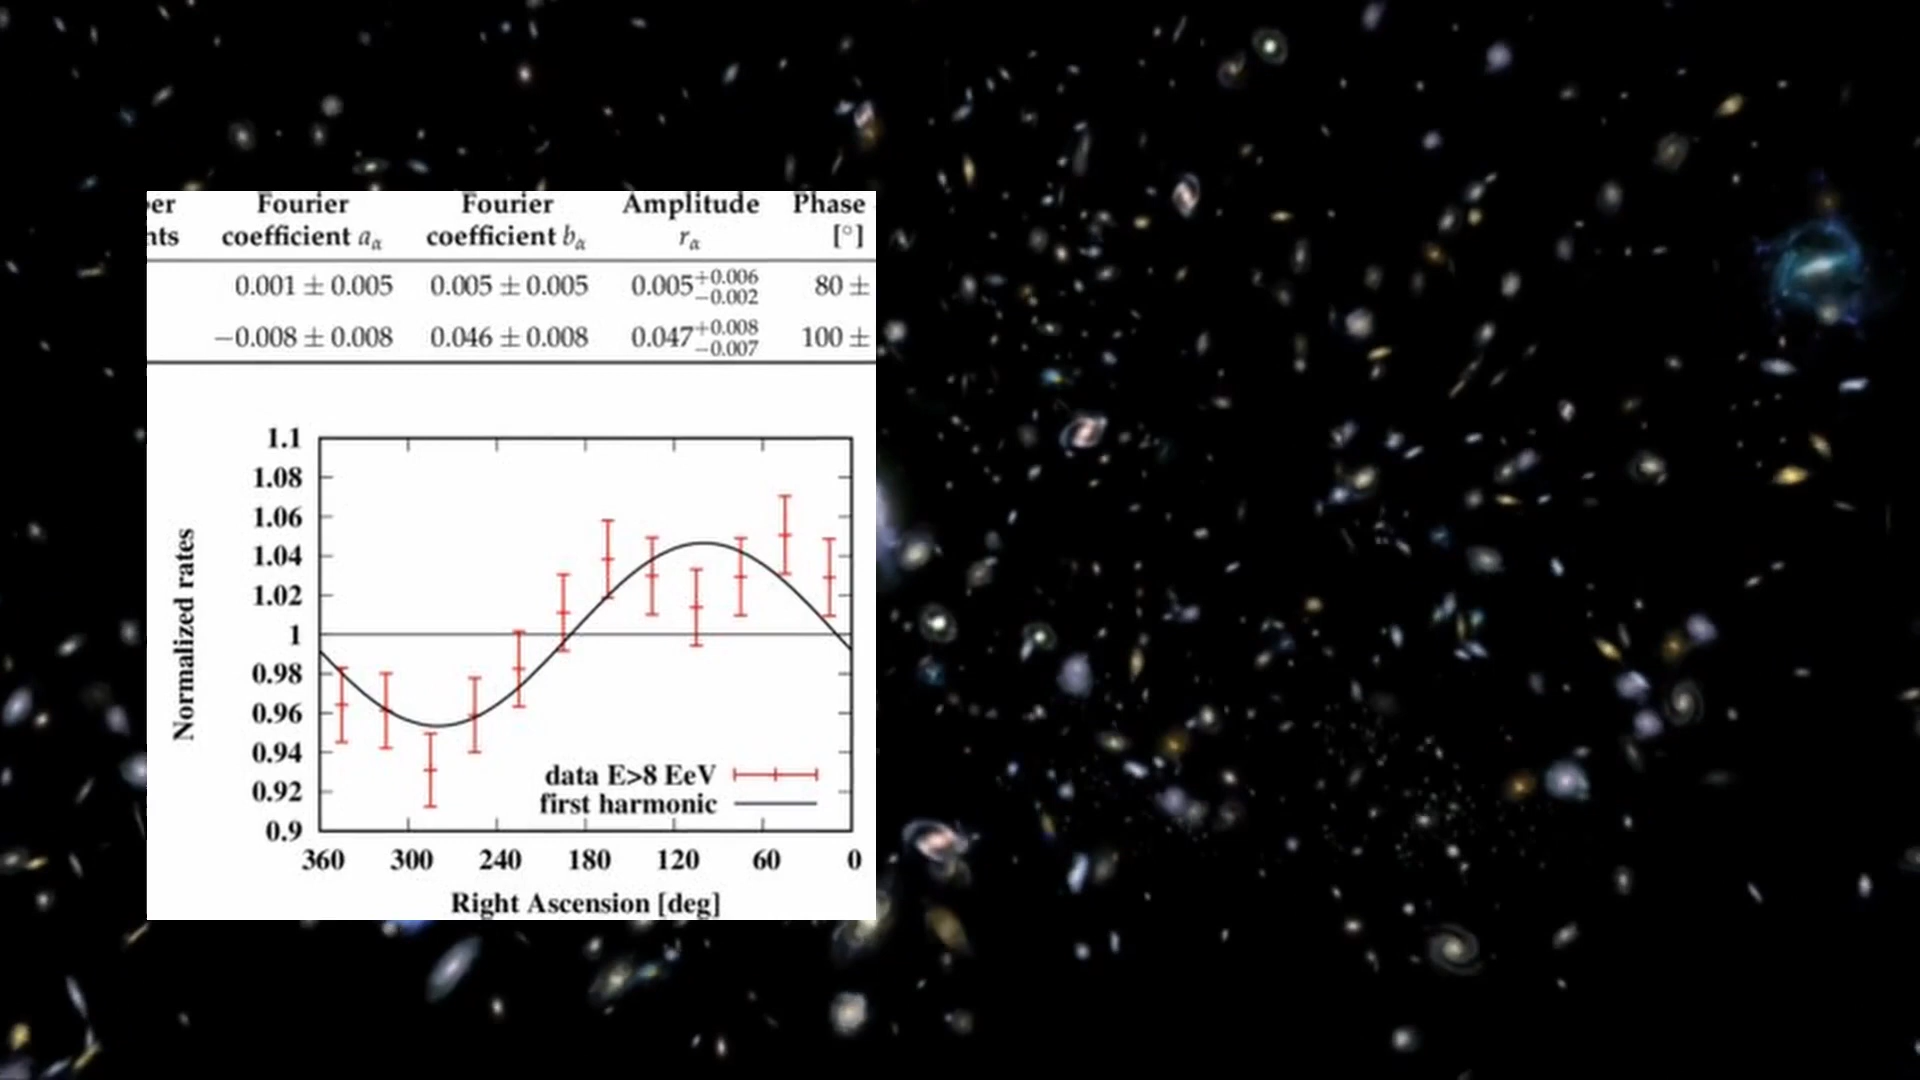 Fourier Fourier Amplitude Phase
nts coefficient aα coefficient bα rα [°]
0.001 ± 0.005 0.005 ± 0.005 0.005+0.006−0.002 80 ±
−0.008 ± 0.008 0.046 ± 0.008 0.047+0.008−0.007 100 ±
1.1
1.08
1.06
1.04
1.02
1
0.98
0.96
0.94
0.92
0.9
Normalized rates
data E>8 EeV
first harmonic
360 300 240 180 120 60 0
Right Ascension [deg]